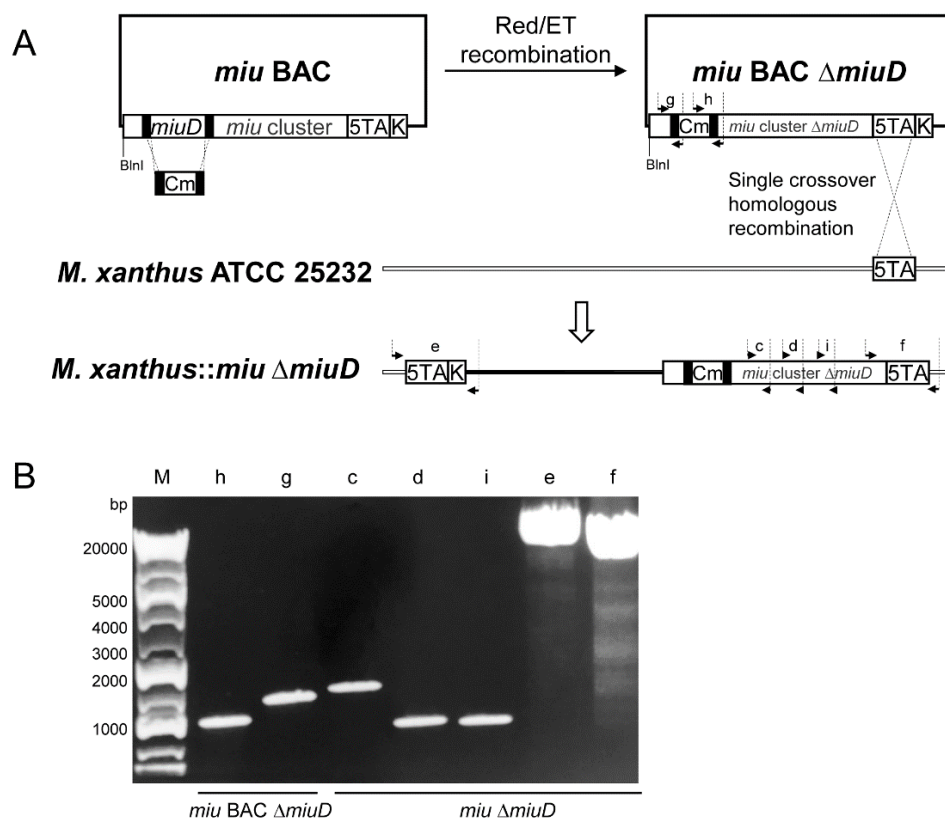 A
Red/ET
recombination
miu BAC
miu BAC ΔmiuD
g h
miuD miu cluster 5TA K
Cm miu cluster ΔmiuD 5TA K
BlnI
BlnI
Cm
Single crossover
homologous
recombination
M. xanthus ATCC 25232
5TA
e c d i f
M. xanthus::miu ΔmiuD
5TA K Cm miu cluster ΔmiuD 5TA
B
M h g c d i e f
bp
20000
5000
4000
3000
2000
1000
miu BAC ΔmiuD miu ΔmiuD